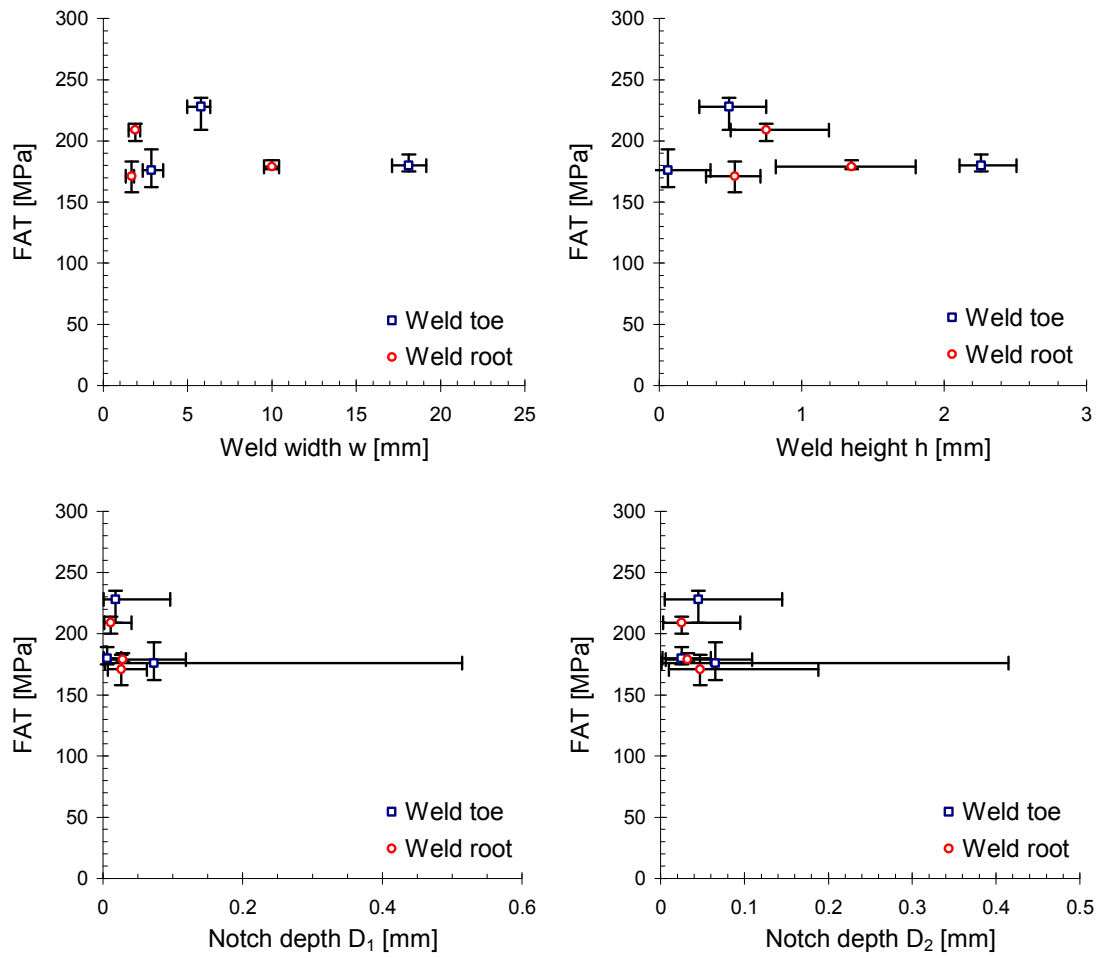 300
250
200
150
100
50
0
FAT [MPa]
0 5 10 15 20 25
Weld width w [mm]
Weld toe
Weld root
300
250
200
150
100
50
0
FAT [MPa]
0 1 2 3
Weld height h [mm]
Weld toe
Weld root
300
250
200
150
100
50
0
FAT [MPa]
0 0.2 0.4 0.6
Notch depth D₁ [mm]
Weld toe
Weld root
300
250
200
150
100
50
0
FAT [MPa]
0 0.1 0.2 0.3 0.4 0.5
Notch depth D₂ [mm]
Weld toe
Weld root